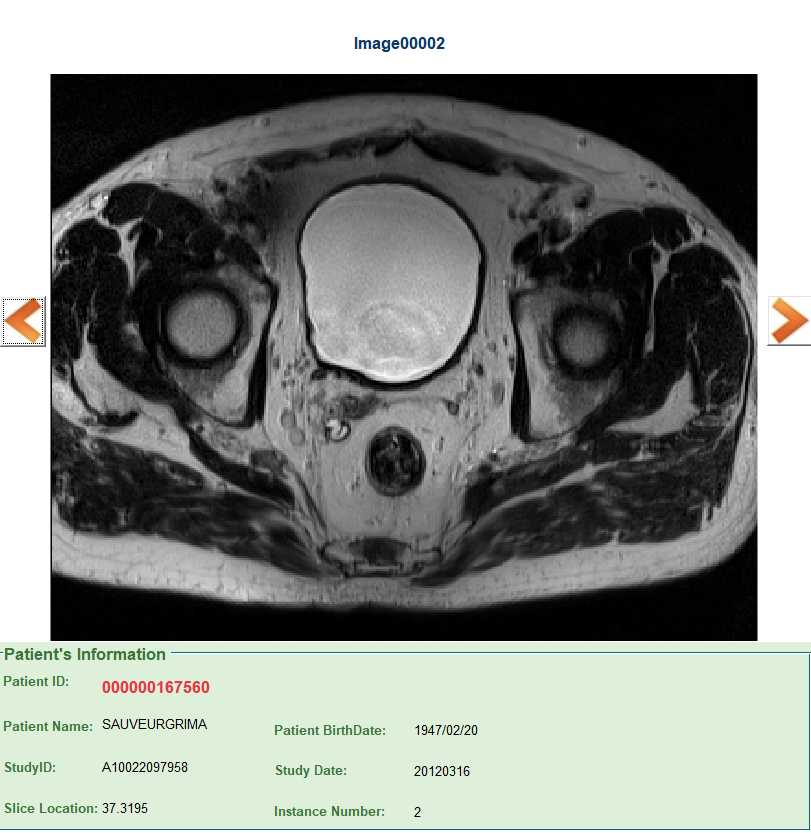 Image00002
Patient's Information
Patient ID: 000000167560
Patient Name: SAUVEURGRIMA Patient BirthDate: 1947/02/20
StudyID: A10022097958 Study Date: 20120316
Slice Location: 37.3195 Instance Number: 2